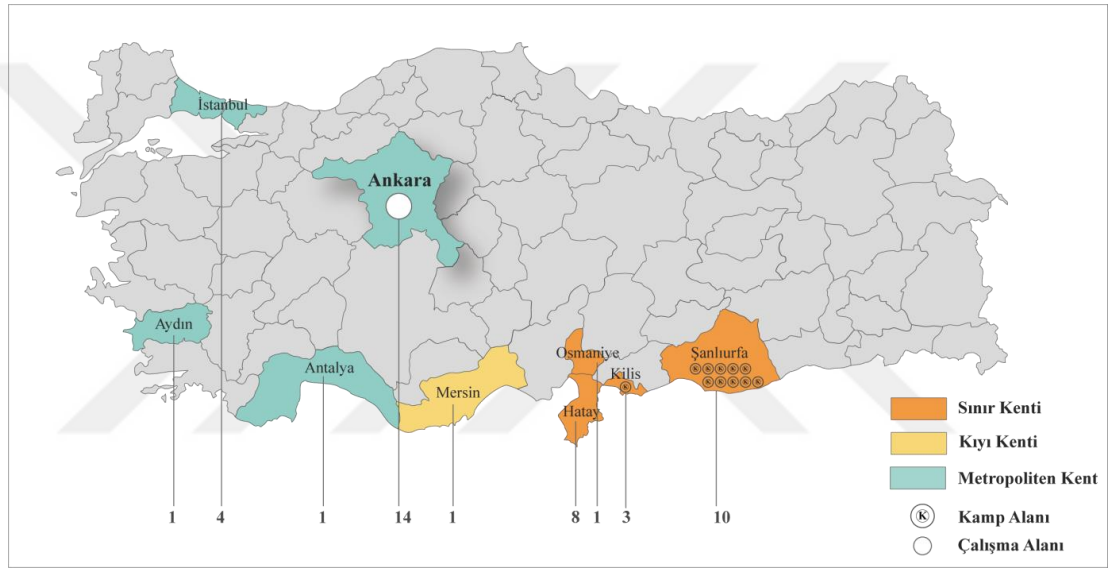 İstanbul
Ankara
Aydın
Antalya
Mersin
Osmaniye
Hatay
Kilis
K
Şanlıurfa
K K K K K
K K K K K
1 4 1 14 1 8 1 3 10
Sınır Kenti
Kıyı Kenti
Metropoliten Kent
K Kamp Alanı
Çalışma Alanı